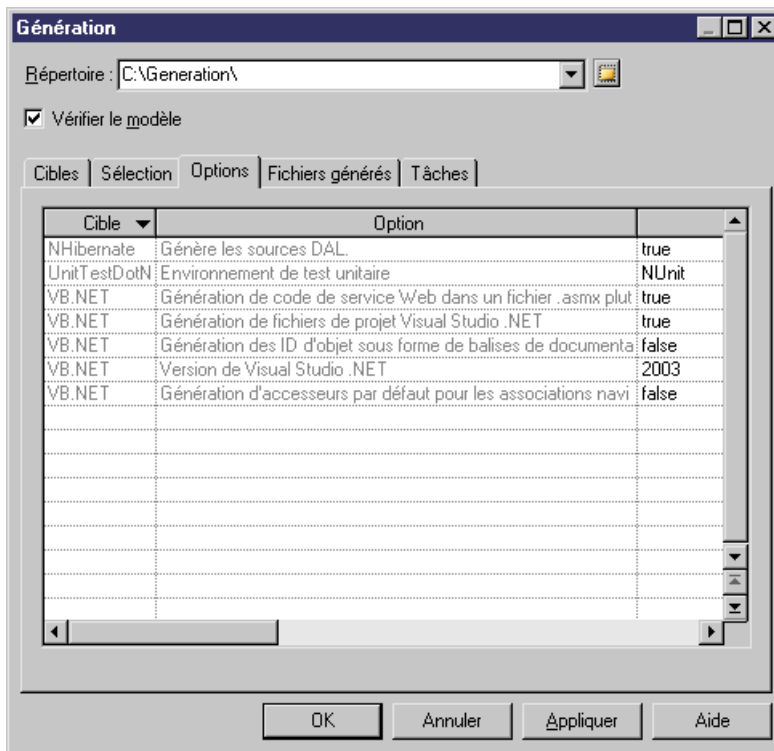 Génération
Répertoire : C:\Generation\
Vérifier le modèle
Cibles Sélection Options Fichiers générés Tâches
Cible Option
NHibernate Génère les sources DAL. true
UnitTestDotN Environnement de test unitaire NUnit
VB.NET Génération de code de service Web dans un fichier .asmx plut true
VB.NET Génération de fichiers de projet Visual Studio .NET true
VB.NET Génération des ID d'objet sous forme de balises de documenta false
VB.NET Version de Visual Studio .NET 2003
VB.NET Génération d'accesseurs par défaut pour les associations navi false
OK Annuler Appliquer Aide